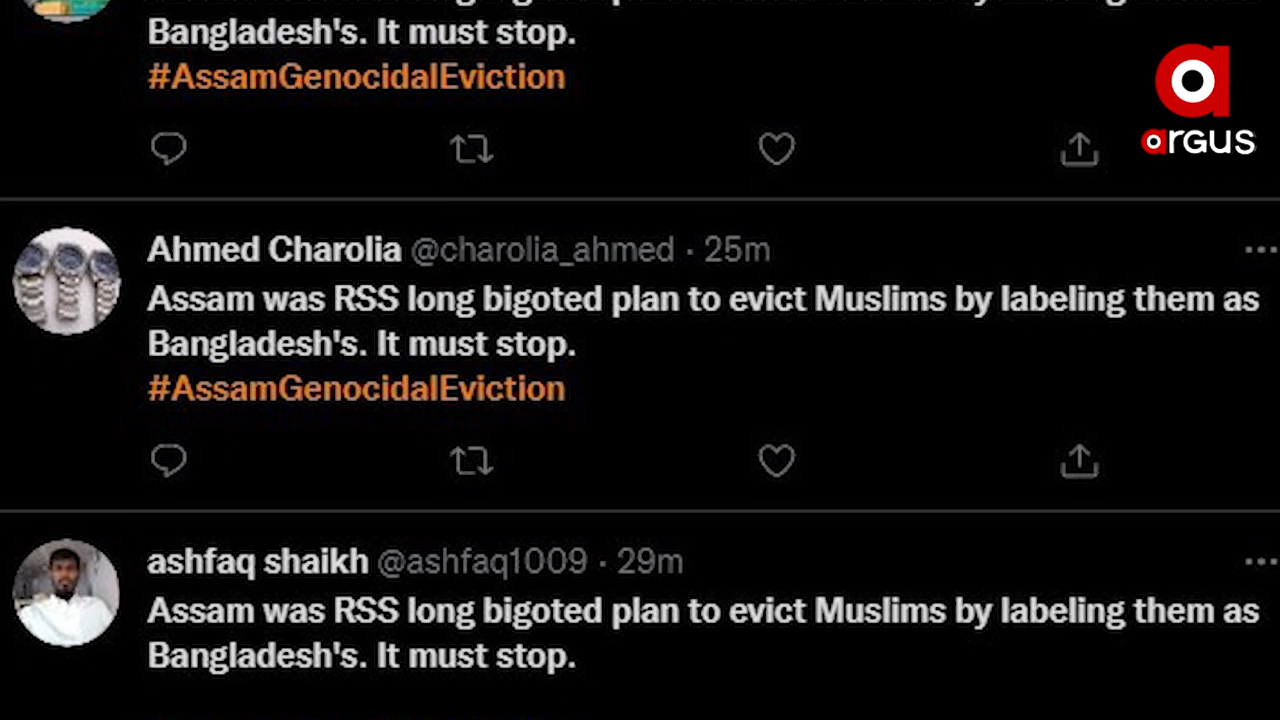 Bangladesh's. It must stop.
#AssamGenocidalEviction
argus
Ahmed Charolia @charolia_ahmed · 25m
Assam was RSS long bigoted plan to evict Muslims by labeling them as
Bangladesh's. It must stop.
#AssamGenocidalEviction
ashfaq shaikh @ashfaq1009 · 29m
Assam was RSS long bigoted plan to evict Muslims by labeling them as
Bangladesh's. It must stop.